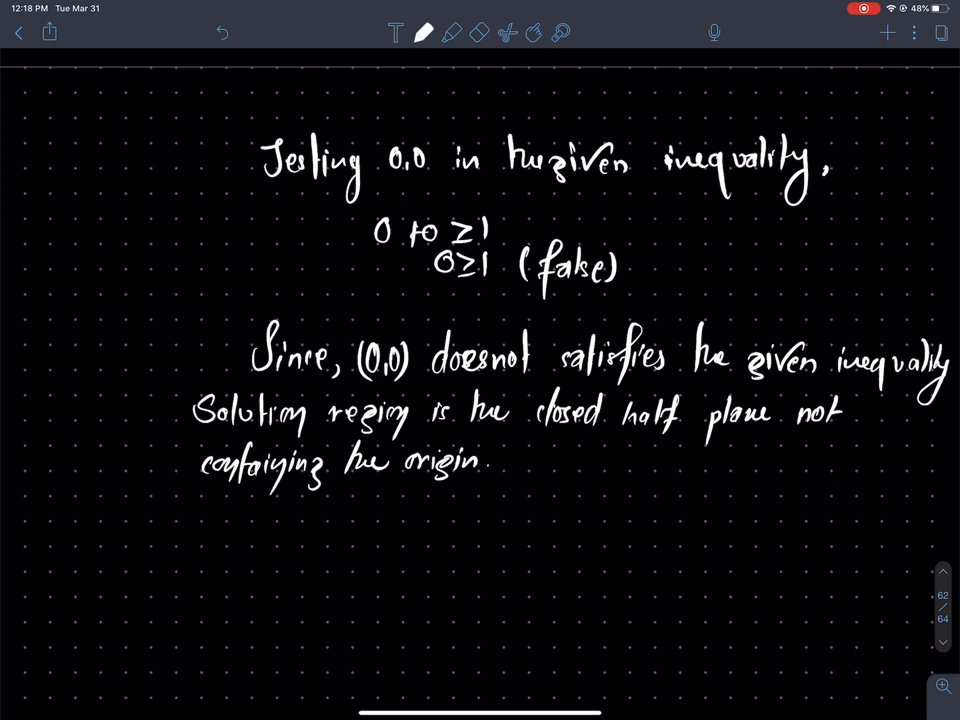 12:18 PM Tue Mar 31
48%
T
Testing 0,0 in the given inequality,
0 +0 ≥1
0≥1 (false)
Since, (0,0) doesnot satisfies the given inequality
Solution region is the closed half plane not
containing the origin.
62
/
64